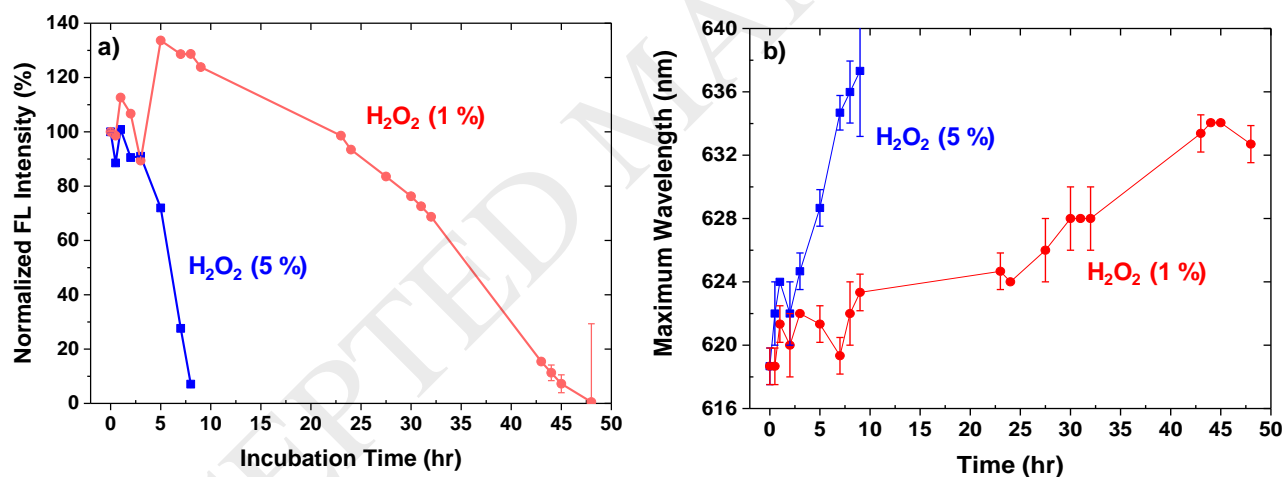 a)
Normalized FL Intensity (%)
140
120
100
80
60
40
20
0
H₂O₂ (1 %)
H₂O₂ (5 %)
0 5 10 15 20 25 30 35 40 45 50
Incubation Time (hr)
b)
Maximum Wavelength (nm)
640
636
632
628
624
620
616
H₂O₂ (5 %)
H₂O₂ (1 %)
0 5 10 15 20 25 30 35 40 45 50
Time (hr)
EPTED MA